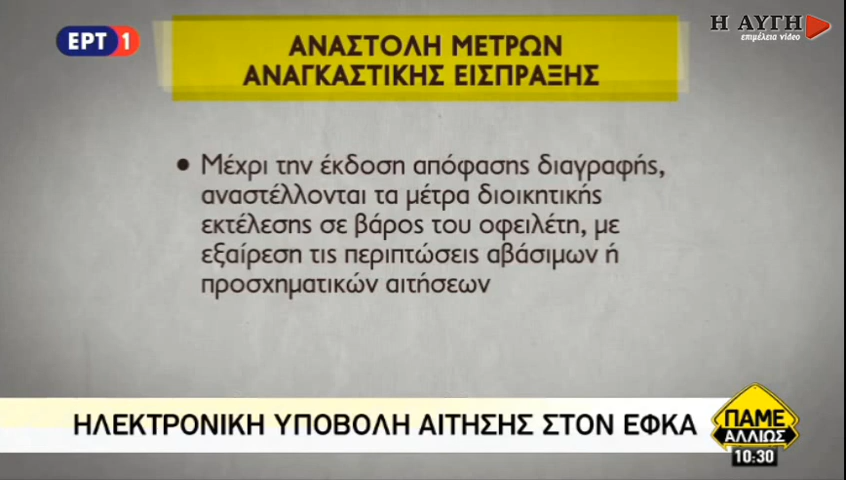 ΕΡΤ 1
Η ΑΥΓΗ
επιμέλεια video
ΑΝΑΣΤΟΛΗ ΜΕΤΡΩΝ
ΑΝΑΓΚΑΣΤΙΚΗΣ ΕΙΣΠΡΑΞΗΣ
• Μέχρι την έκδοση απόφασης διαγραφής,
αναστέλλονται τα μέτρα διοικητικής
εκτέλεσης σε βάρος του οφειλέτη, με
εξαίρεση τις περιπτώσεις αβάσιμων ή
προσχηματικών αιτήσεων
ΗΛΕΚΤΡΟΝΙΚΗ ΥΠΟΒΟΛΗ ΑΙΤΗΣΗΣ ΣΤΟΝ ΕΦΚΑ
ΠΑΜΕ
ΑΛΛΙΩΣ
10:30